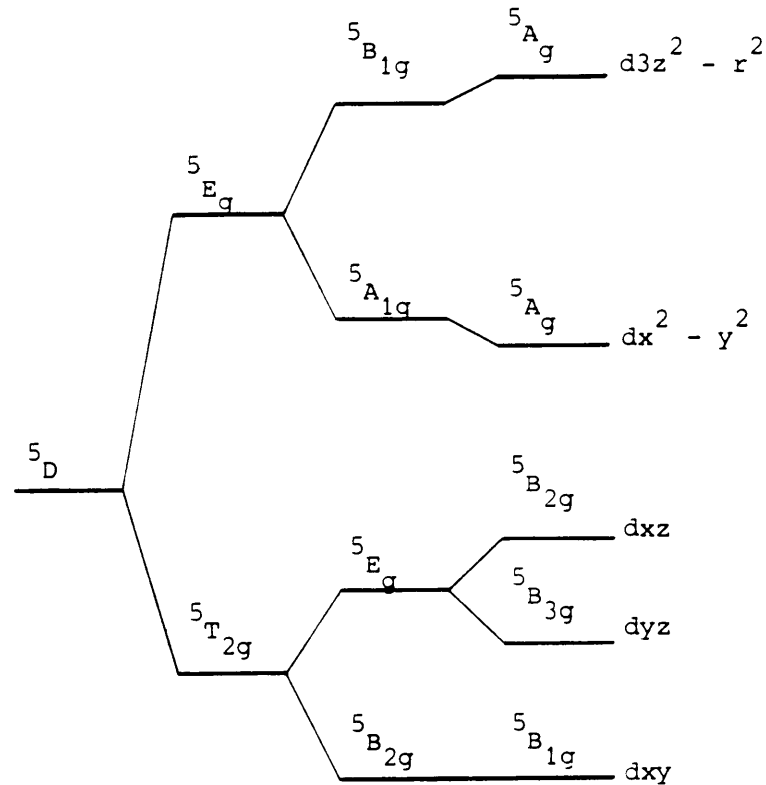 ⁵B₁g ⁵Ag d3z² - r²
⁵Eg
⁵A₁g ⁵Ag dx² - y²
⁵D
⁵B₂g dxz
⁵Eg
⁵B₃g dyz
⁵T₂g
⁵B₂g ⁵B₁g dxy